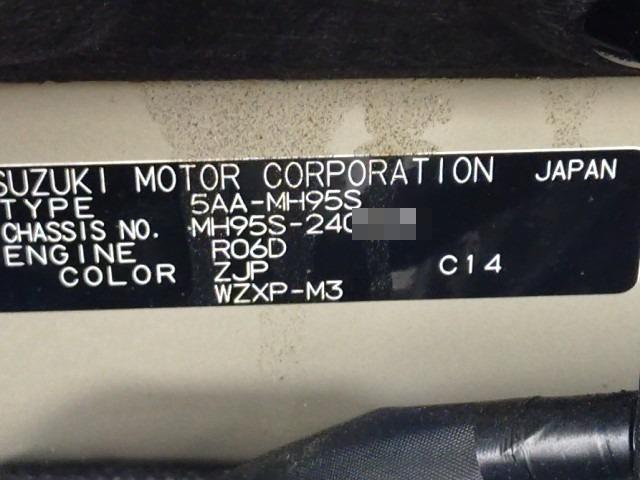 SUZUKI MOTOR CORPORATION JAPAN
TYPE 5AA-MH95S
CHASSIS NO. MH95S-240
ENGINE R06D
COLOR ZJP C14
WZXP-M3